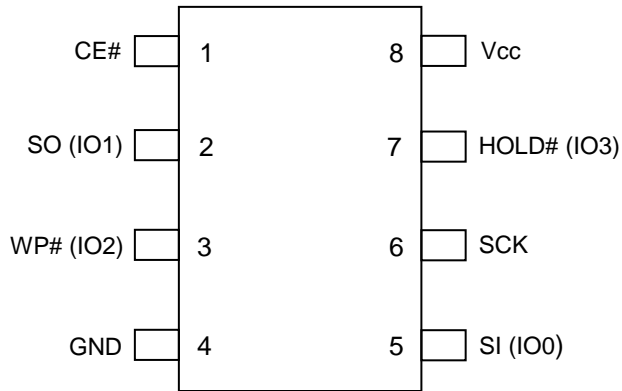 CE# 1 8 Vcc
SO (IO1) 2 7 HOLD# (IO3)
WP# (IO2) 3 6 SCK
GND 4 5 SI (IO0)